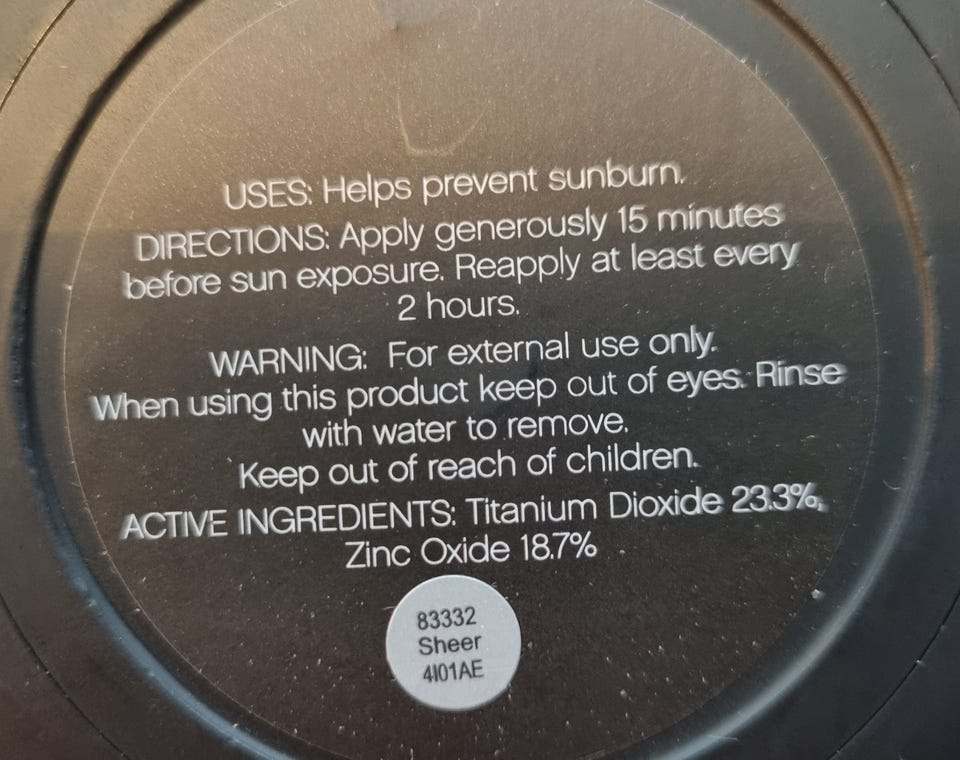 USES: Helps prevent sunburn.
DIRECTIONS: Apply generously 15 minutes
before sun exposure. Reapply at least every
2 hours.
WARNING: For external use only.
When using this product keep out of eyes. Rinse
with water to remove.
Keep out of reach of children.
ACTIVE INGREDIENTS: Titanium Dioxide 23.3%,
Zinc Oxide 18.7%
83332
Sheer
4I01AE